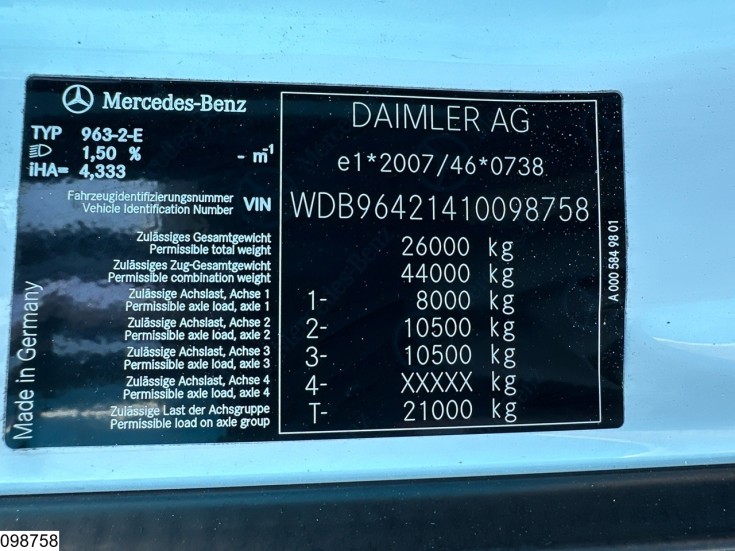 Mercedes-Benz
TYP 963-2-E
1,50 % - m⁻¹
iHA= 4,333
DAIMLER AG
e1*2007/46*0738
Fahrzeugidentifizierungsnummer
Vehicle Identification Number VIN WDB96421410098758
Zulässiges Gesamtgewicht
Permissible total weight 26000 kg
Zulässiges Zug-Gesamtgewicht
Permissible combination weight 44000 kg
Zulässige Achslast, Achse 1
Permissible axle load, axle 1 1- 8000 kg
Zulässige Achslast, Achse 2
Permissible axle load, axle 2 2- 10500 kg
Zulässige Achslast, Achse 3
Permissible axle load, axle 3 3- 10500 kg
Zulässige Achslast, Achse 4
Permissible axle load, axle 4 4- XXXXX kg
Zulässige Last der Achsgruppe
Permissible load on axle group T- 21000 kg
Made in Germany
A 000 584 98 01
098758